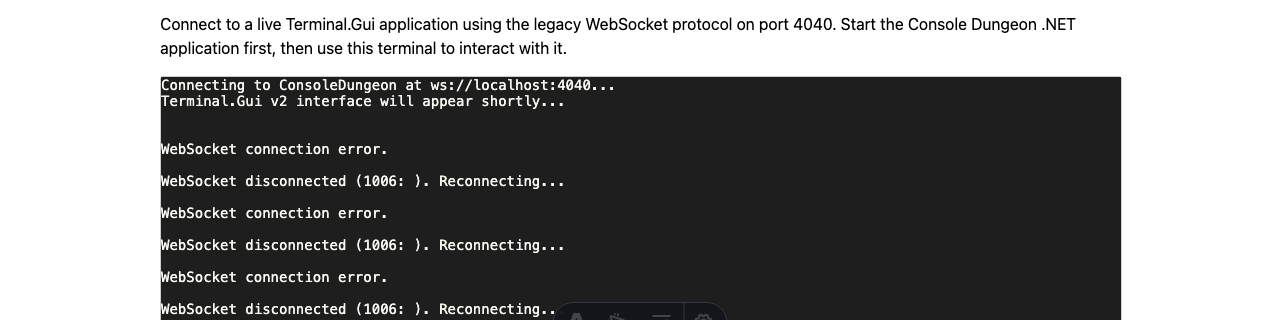 Connect to a live Terminal.Gui application using the legacy WebSocket protocol on port 4040. Start the Console Dungeon .NET
application first, then use this terminal to interact with it.
Connecting to ConsoleDungeon at ws://localhost:4040...
Terminal.Gui v2 interface will appear shortly...
WebSocket connection error.
WebSocket disconnected (1006: ). Reconnecting...
WebSocket connection error.
WebSocket disconnected (1006: ). Reconnecting...
WebSocket connection error.
WebSocket disconnected (1006: ). Reconnecting..